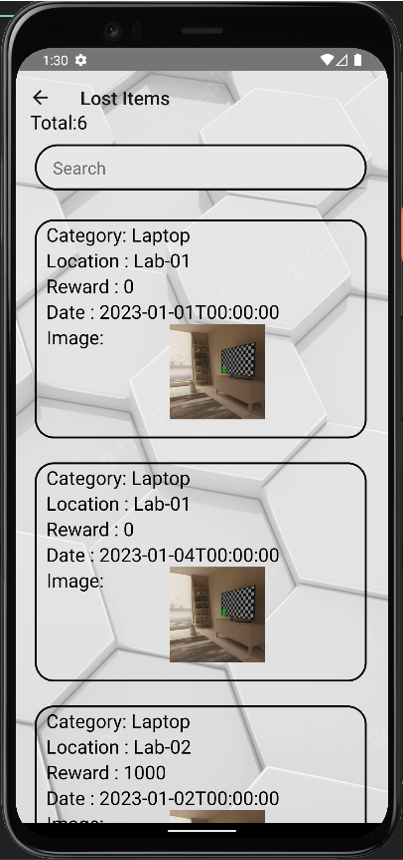 1:30
Lost Items
Total:6
Search
Category: Laptop
Location : Lab-01
Reward : 0
Date : 2023-01-01T00:00:00
Image:
Category: Laptop
Location : Lab-01
Reward : 0
Date : 2023-01-04T00:00:00
Image:
Category: Laptop
Location : Lab-02
Reward : 1000
Date : 2023-01-02T00:00:00
Image: